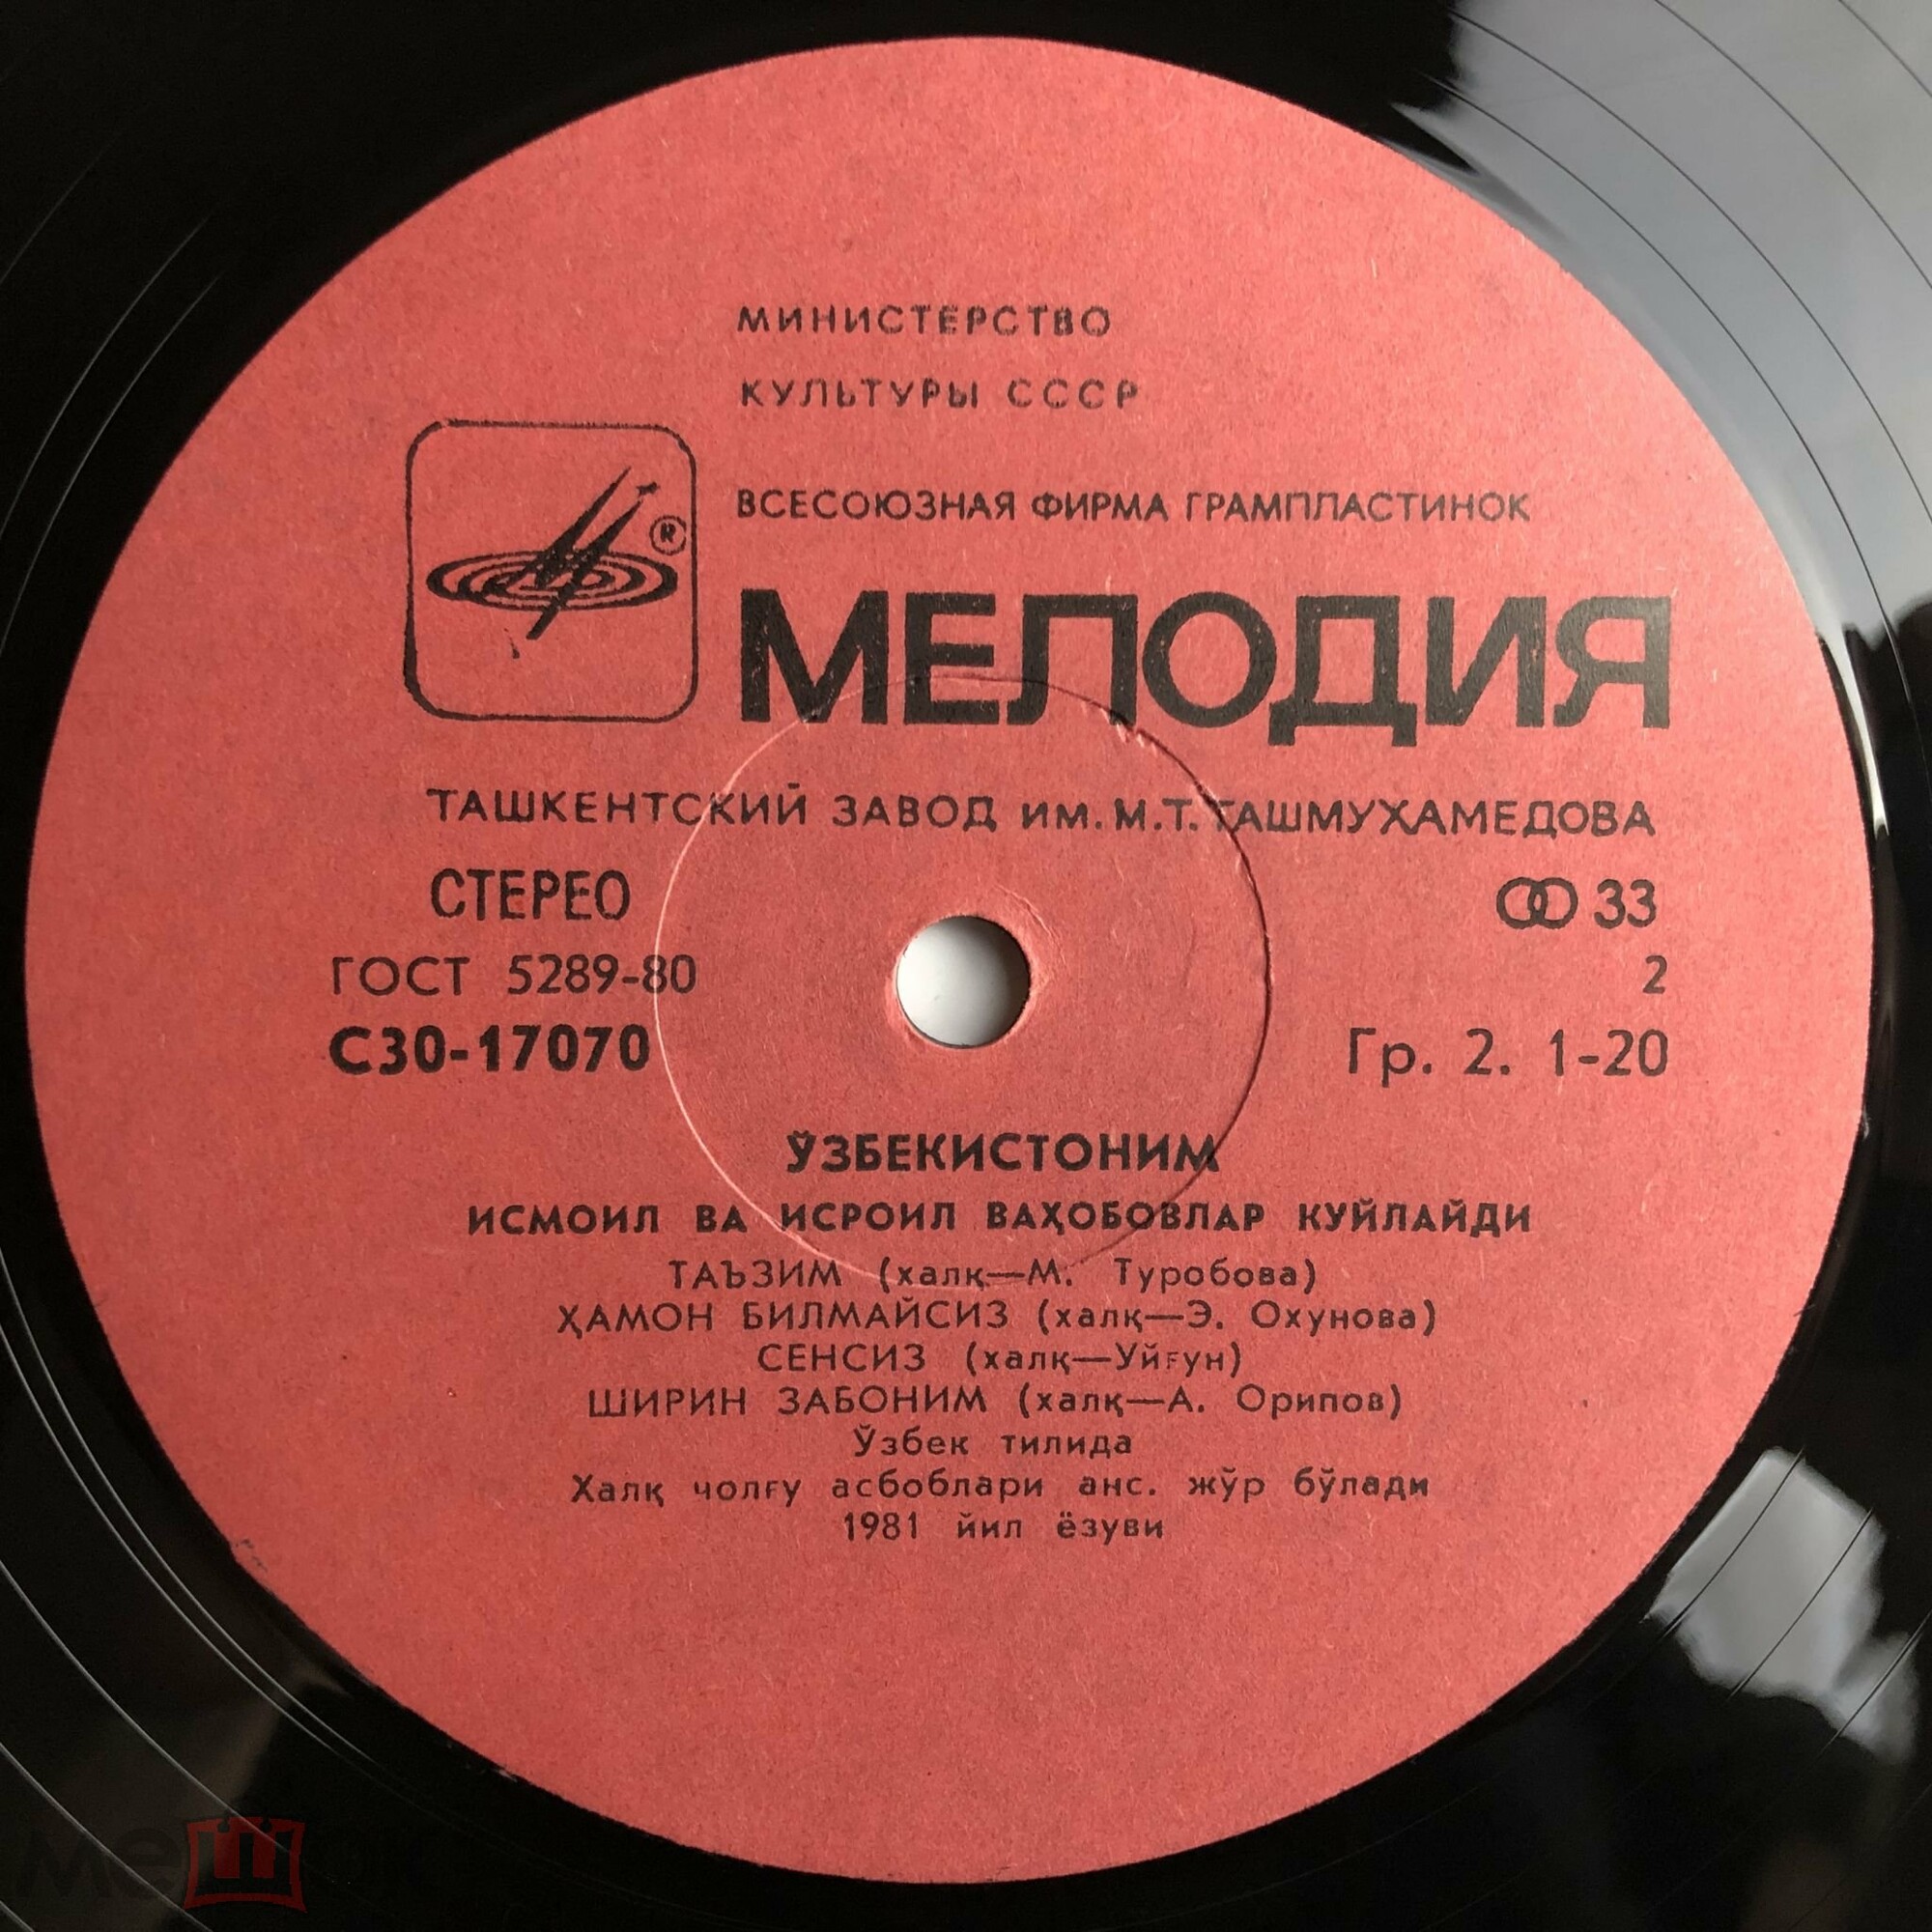 МИНИСТЕРСТВО
КУЛЬТУРЫ СССР
ВСЕСОЮЗНАЯ ФИРМА ГРАМПЛАСТИНОК
®
МЕЛОДИЯ
ТАШКЕНТСКИЙ ЗАВОД ИМ. М.Т. ТАШМУХАМЕДОВА
СТЕРЕО 33
ГОСТ 5289-80 2
С30-17070 Гр. 2. 1-20
ЎЗБЕКИСТОНИМ
ИСМОИЛ ВА ИСРОИЛ ВАҲОБОВЛАР КУЙЛАЙДИ
ТАЪЗИМ (халқ—М. Туробова)
ҲАМОН БИЛМАЙСИЗ (халқ—Э. Охунова)
СЕНСИЗ (халқ—Уйғун)
ШИРИН ЗАБОНИМ (халқ—А. Орипов)
Ўзбек тилида
Халқ чолғу асбоблари анс. жўр бўлади
1981 йил ёзуви
меш